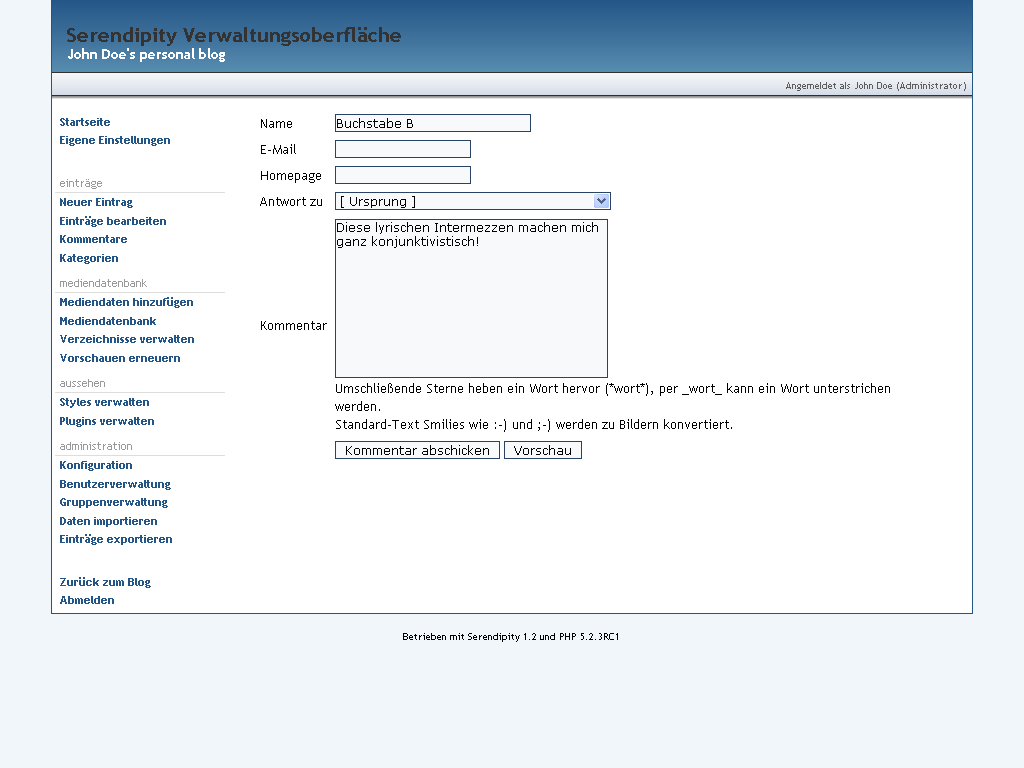 Serendipity Verwaltungsoberfläche
John Doe's personal blog
Angemeldet als John Doe (Administrator)
Startseite
Eigene Einstellungen
einträge
Neuer Eintrag
Einträge bearbeiten
Kommentare
Kategorien
mediendatenbank
Mediendaten hinzufügen
Mediendatenbank
Verzeichnisse verwalten
Vorschauen erneuern
aussehen
Styles verwalten
Plugins verwalten
administration
Konfiguration
Benutzerverwaltung
Gruppenverwaltung
Daten importieren
Einträge exportieren
Zurück zum Blog
Abmelden
Name Buchstabe B
E-Mail
Homepage
Antwort zu [ Ursprung ]
Kommentar
Diese lyrischen Intermezzen machen mich
ganz konjunktivistisch!
Umschließende Sterne heben ein Wort hervor (*wort*), per _wort_ kann ein Wort unterstrichen
werden.
Standard-Text Smilies wie :-) und ;-) werden zu Bildern konvertiert.
Kommentar abschicken Vorschau
Betrieben mit Serendipity 1.2 und PHP 5.2.3RC1